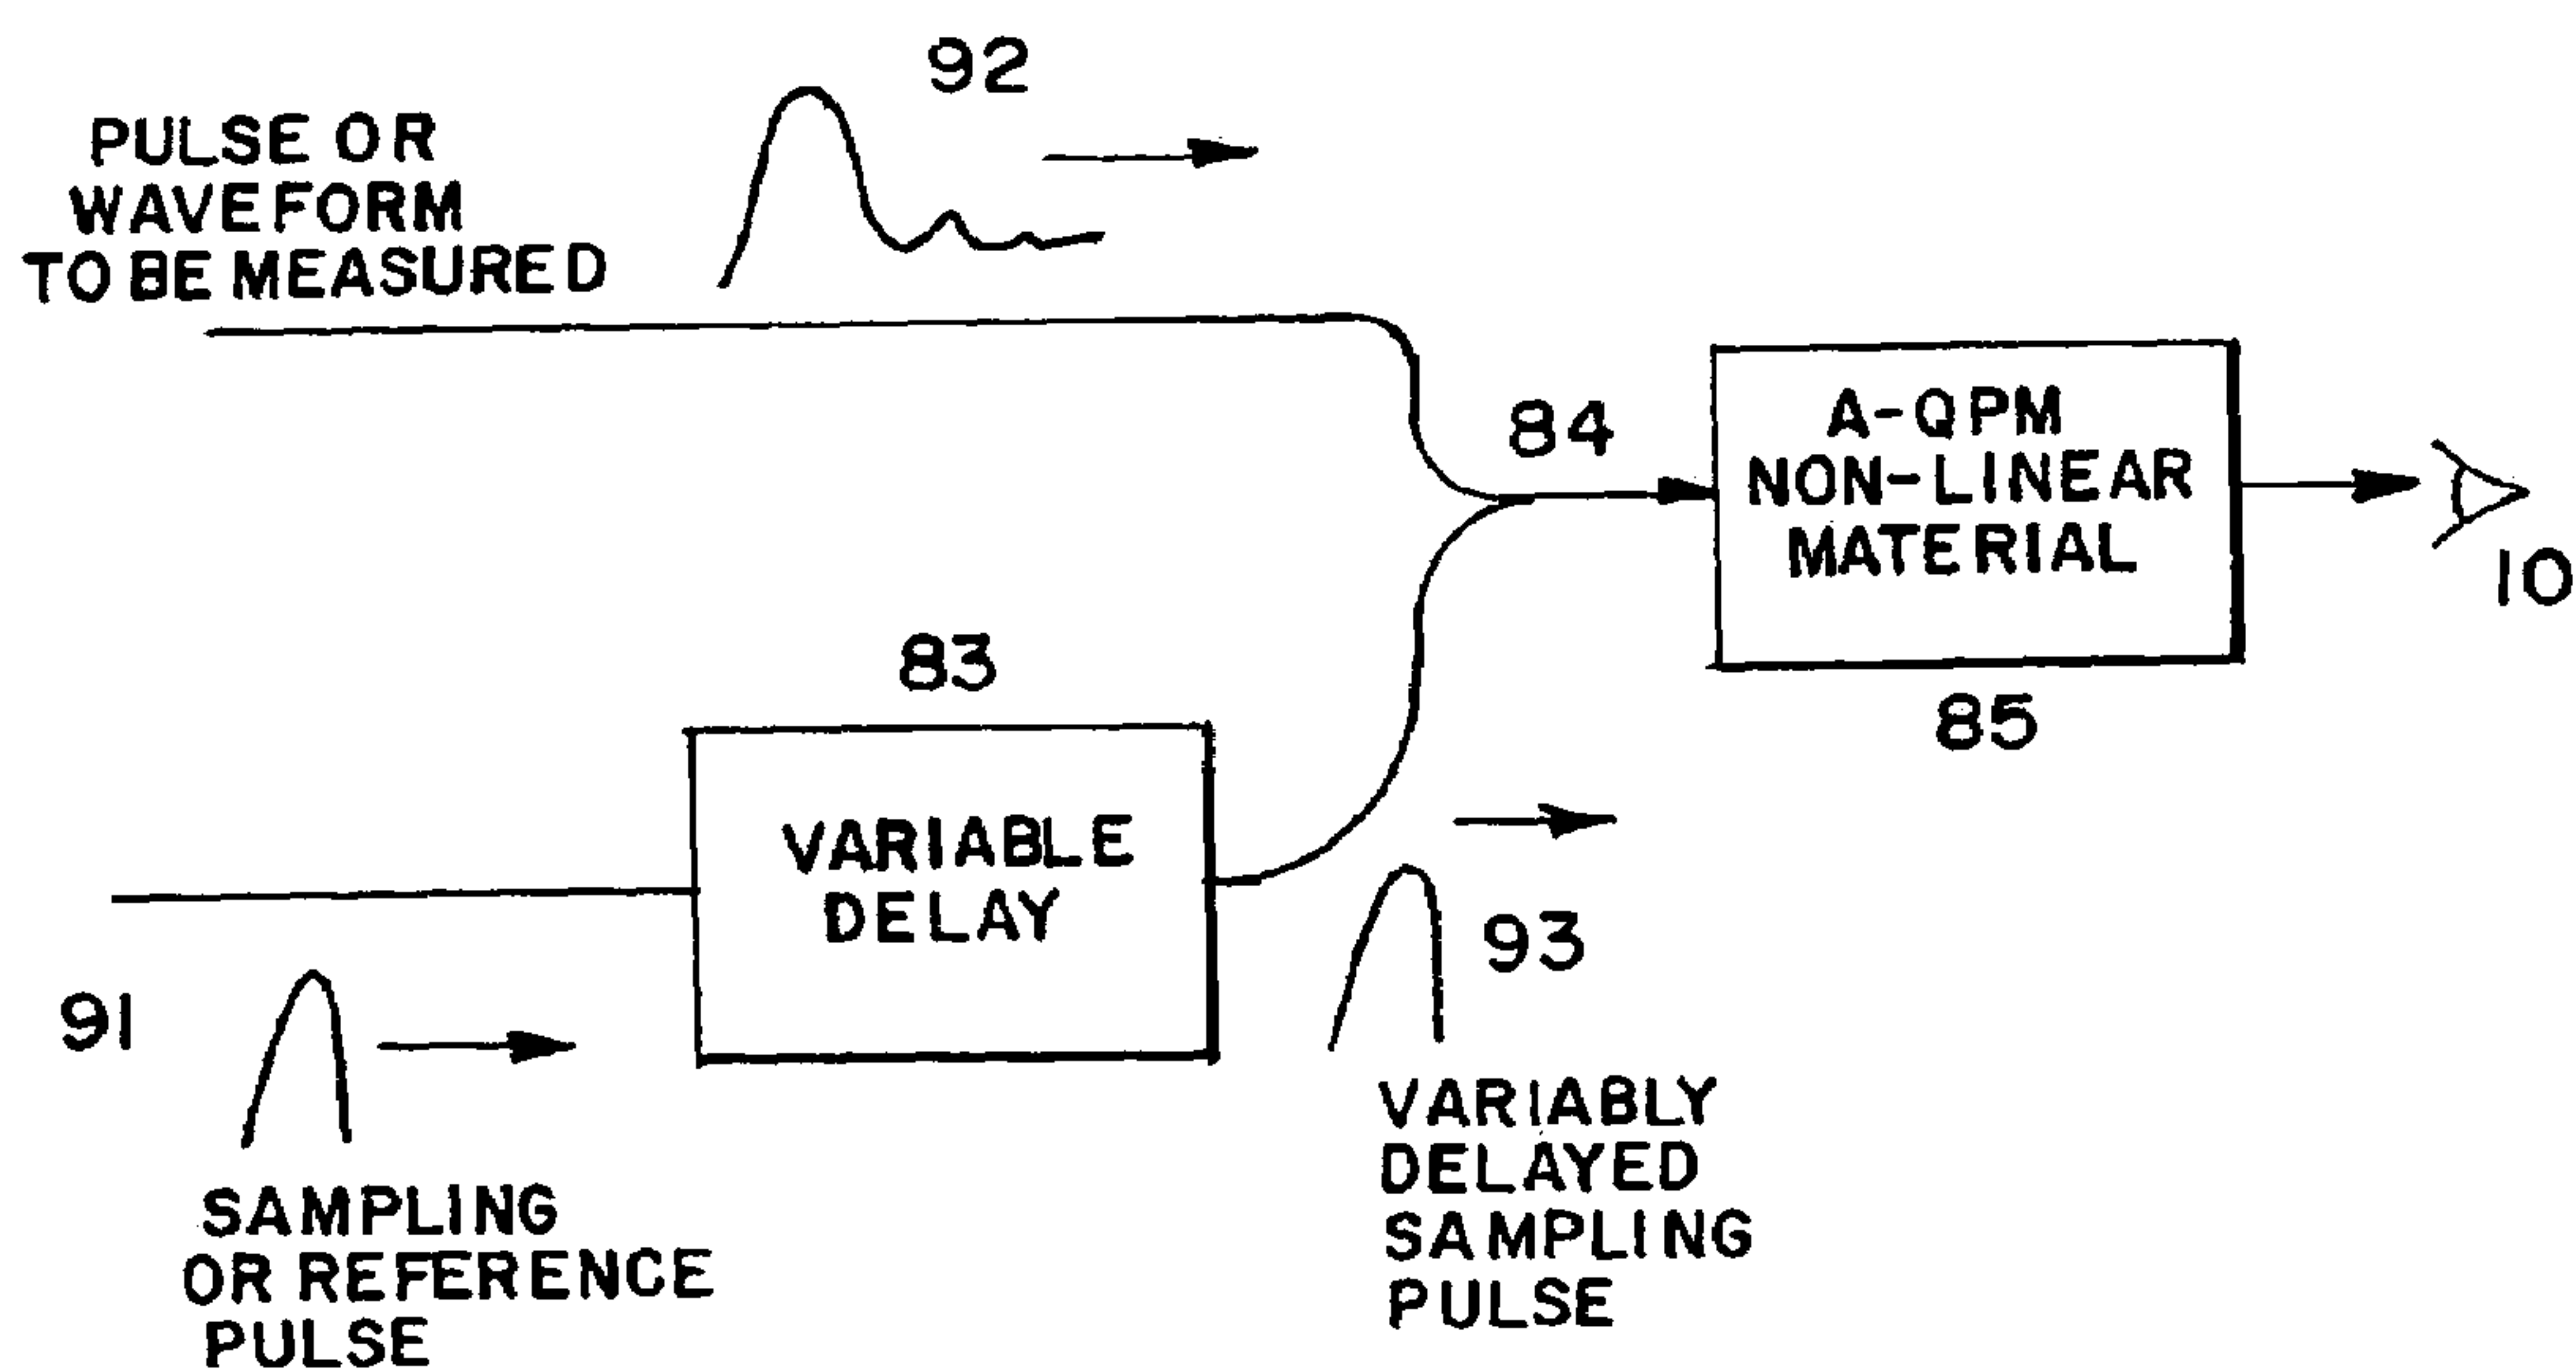 92
PULSE OR
WAVEFORM
TO BE MEASURED
84
A-QPM
NON-LINEAR
MATERIAL
10
85
83
VARIABLE
DELAY
91
93
SAMPLING
OR REFERENCE
PULSE
VARIABLY
DELAYED
SAMPLING
PULSE